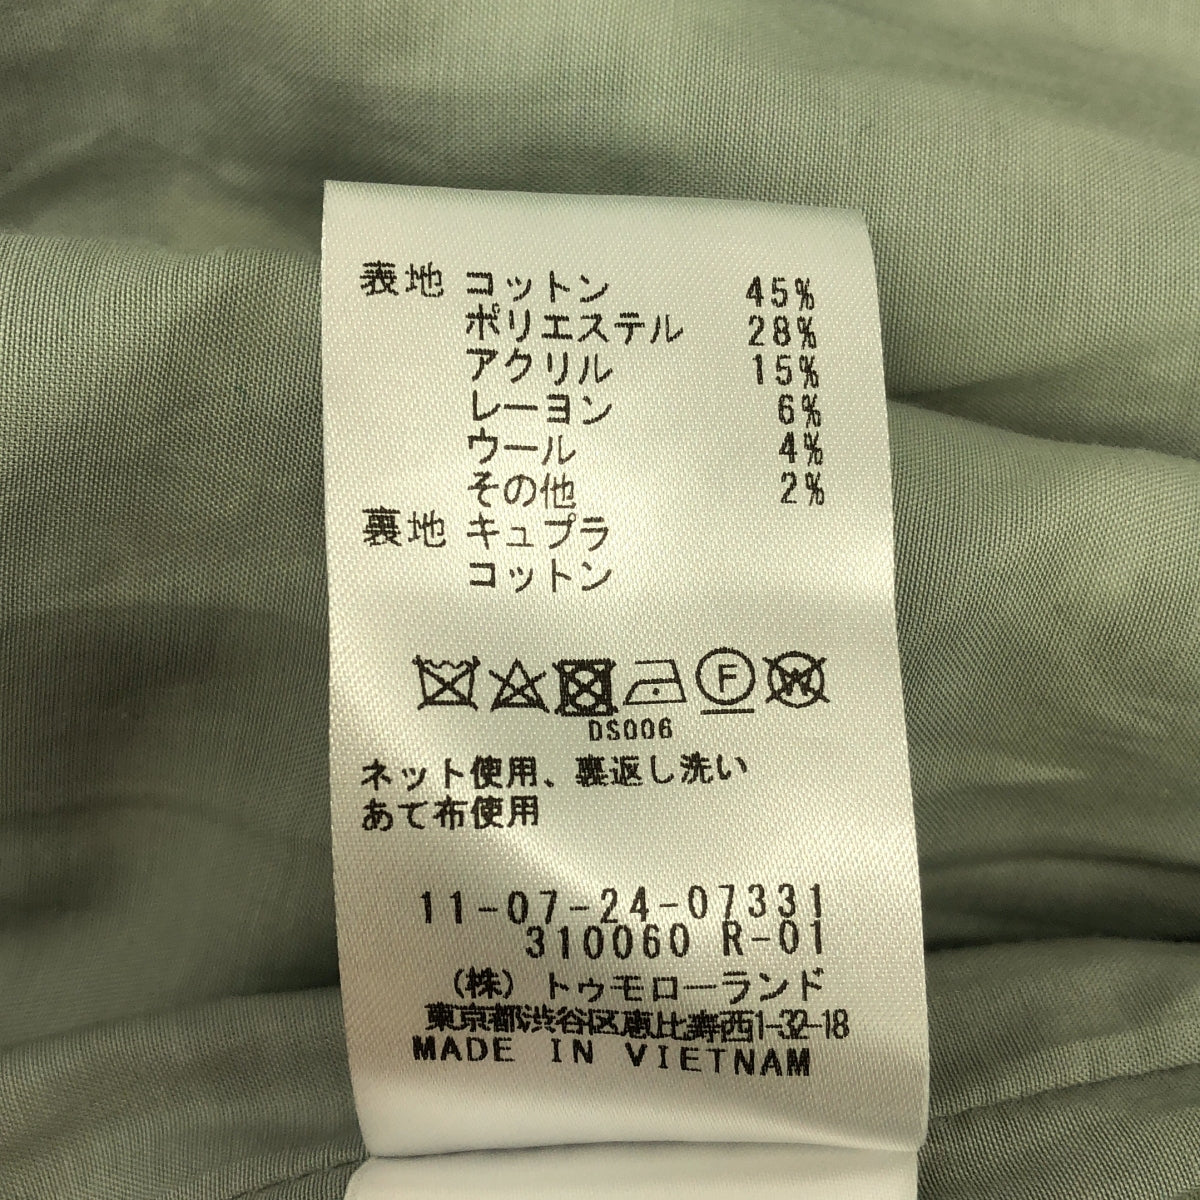 表地 コットン 45%
ポリエステル 28%
アクリル 15%
レーヨン 6%
ウール 4%
その他 2%
裏地 キュプラ
コットン
F W
DS006
ネット使用、裏返し洗い
あて布使用
11-07-24-07331
310060 R-01
(株) トゥモローランド
東京都渋谷区恵比寿西1-32-18
MADE IN VIETNAM